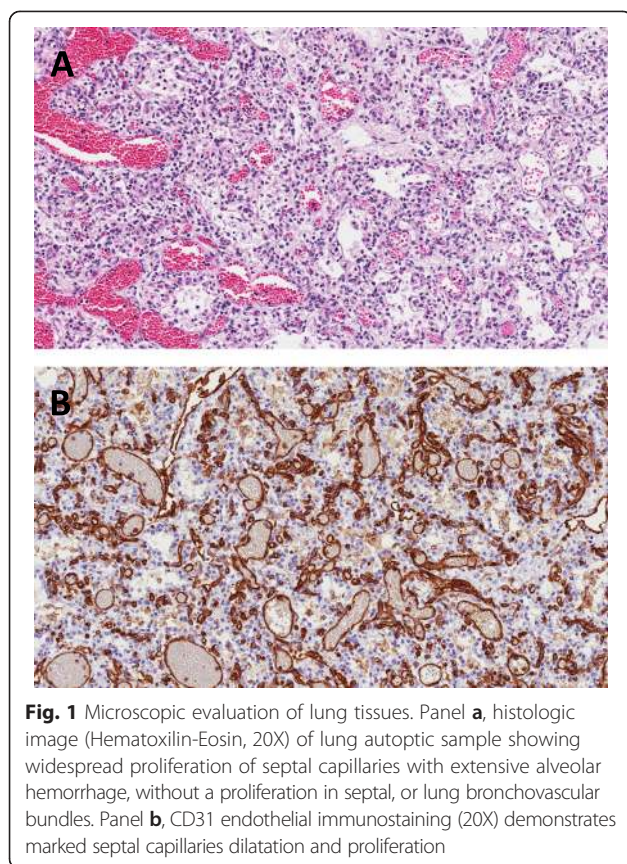 A
B
Fig. 1 Microscopic evaluation of lung tissues. Panel a, histologic
image (Hematoxilin-Eosin, 20X) of lung autoptic sample showing
widespread proliferation of septal capillaries with extensive alveolar
hemorrhage, without a proliferation in septal, or lung bronchovascular
bundles. Panel b, CD31 endothelial immunostaining (20X) demonstrates
marked septal capillaries dilatation and proliferation